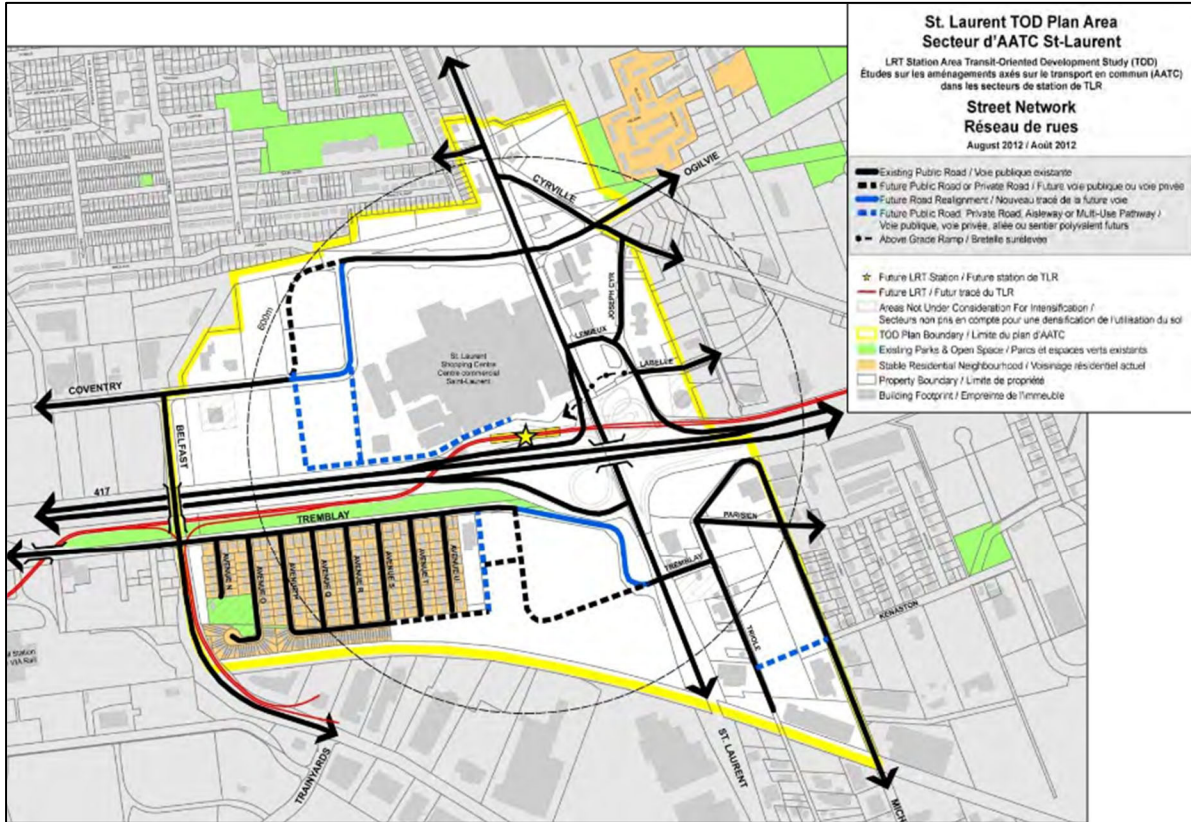 St. Laurent TOD Plan Area
Secteur d'AATC St-Laurent
LRT Station Area Transit-Oriented Development Study (TOD)
Études sur les aménagements axés sur le transport en commun (AATC)
dans les secteurs de station de TLR
Street Network
Réseau de rues
August 2012 / Août 2012
Existing Public Road / Voie publique existante
Future Public Road or Private Road / Future voie publique ou voie privée
Future Road Realignment / Nouveau tracé de la future voie
Future Public Road, Private Road, Aisleway or Multi-Use Pathway /
Voie publique, voie privée, allée ou sentier polyvalent futurs
Above Grade Ramp / Bretelle surélevée
Future LRT Station / Future station de TLR
Future LRT / Futur tracé du TLR
Areas Not Under Consideration For Intensification /
Secteurs non pris en compte pour une densification de l'utilisation du sol
TOD Plan Boundary / Limite du plan d'AATC
Existing Parks & Open Space / Parcs et espaces verts existants
Stable Residential Neighbourhood / Voisinage résidentiel actuel
Property Boundary / Limite de propriété
Building Footprint / Empreinte de l'immeuble
OGILVIE
CYRVILLE
600m
JOSEPH CYR
LEMIEUX
LABELLE
St. Laurent
Shopping Centre
Centre commercial
Saint-Laurent
COVENTRY
BELFAST
417
TREMBLAY
PARISIEN
AVENUE N
AVENUE O
AVENUE P
AVENUE Q
AVENUE R
AVENUE S
AVENUE T
AVENUE U
TREMBLAY
TRIOLE
KENASTON
Station
VIA Rail
TRAINYARDS
ST. LAURENT
MICH